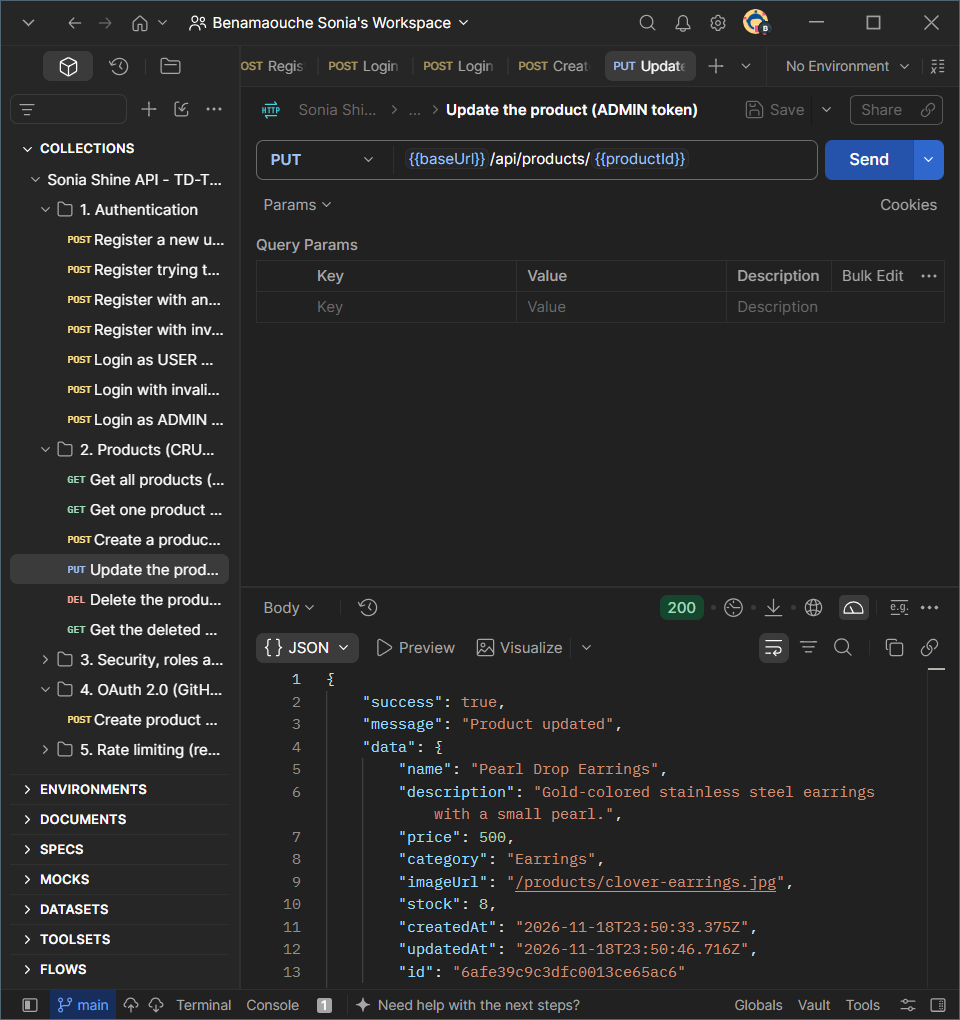 Benamaouche Sonia's Workspace
B
POST Regis
POST Login
POST Login
POST Creat
PUT Update
No Environment
HTTP
Sonia Shi... > ... > Update the product (ADMIN token)
Save
Share
COLLECTIONS
Sonia Shine API - TD-T...
1. Authentication
POST Register a new u...
POST Register trying t...
POST Register with an...
POST Register with inv...
POST Login as USER ...
POST Login with invali...
POST Login as ADMIN ...
2. Products (CRU...
GET Get all products (...
GET Get one product ...
POST Create a produc...
PUT Update the prod...
DEL Delete the produ...
GET Get the deleted ...
3. Security, roles a...
4. OAuth 2.0 (GitH...
POST Create product ...
5. Rate limiting (re...
ENVIRONMENTS
DOCUMENTS
SPECS
MOCKS
DATASETS
TOOLSETS
FLOWS
PUT
{{baseUrl}} /api/products/ {{productId}}
Send
Params
Cookies
Query Params
Key Value Description Bulk Edit
Key Value Description
Body
200
e.g.
{} JSON
Preview
Visualize
1 {
2 "success": true,
3 "message": "Product updated",
4 "data": {
5 "name": "Pearl Drop Earrings",
6 "description": "Gold-colored stainless steel earrings
with a small pearl.",
7 "price": 500,
8 "category": "Earrings",
9 "imageUrl": "/products/clover-earrings.jpg",
10 "stock": 8,
11 "createdAt": "2026-11-18T23:50:33.375Z",
12 "updatedAt": "2026-11-18T23:50:46.716Z",
13 "id": "6afe39c9c3dfc0013ce65ac6"
main
Terminal
Console
1
Need help with the next steps?
Globals
Vault
Tools